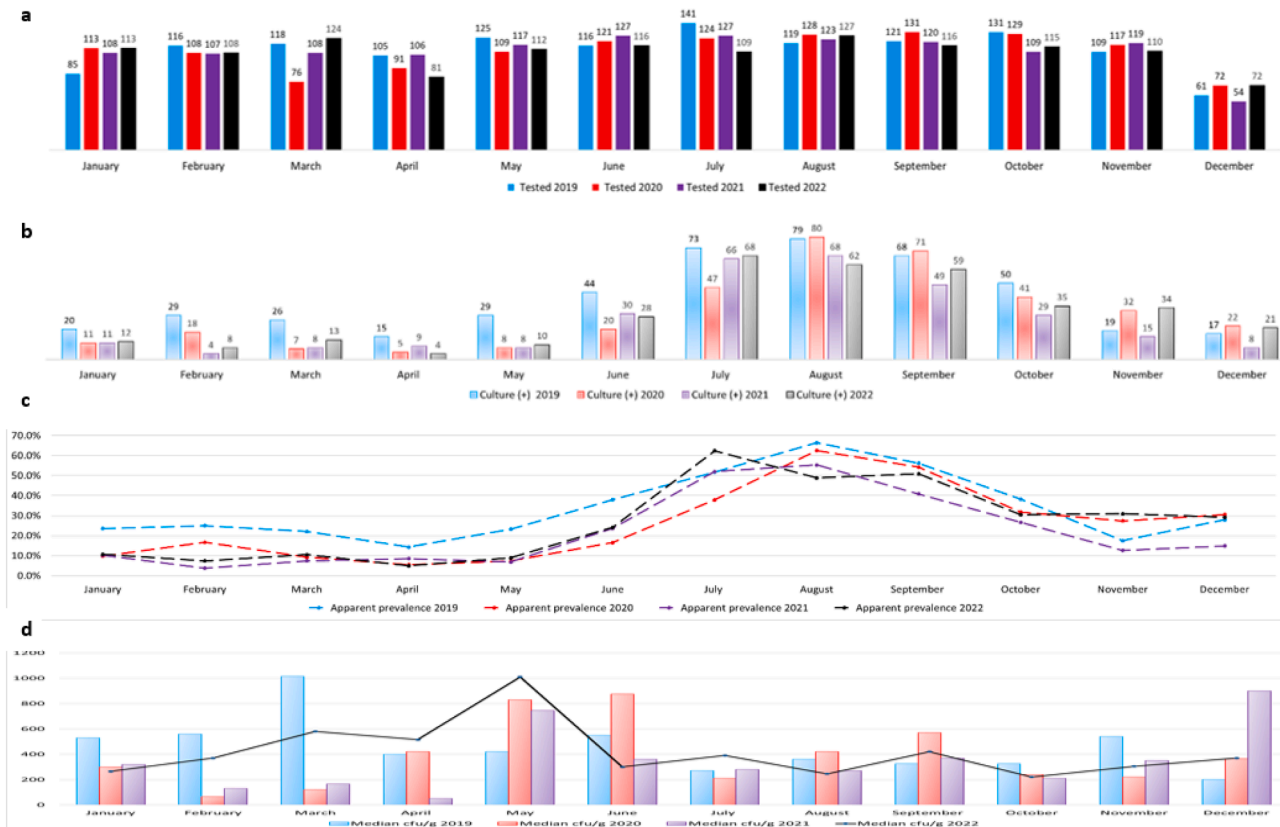 a
85 113 108 113 116 108 107 108 118 76 108 124 105 91 106 81 125 109 117 112 116 121 127 116 141 124 127 109 119 128 123 127 121 131 120 116 131 129 109 115 109 117 119 110 61 72 54 72
January February March April May June July August September October November December
Tested 2019 Tested 2020 Tested 2021 Tested 2022
b
20 11 11 12 29 18 4 8 26 7 8 13 15 5 9 4 29 8 8 10 44 20 30 28 73 47 66 68 79 80 68 62 68 71 49 59 50 41 29 35 19 32 15 34 17 22 8 21
January February March April May June July August September October November December
Culture (+) 2019 Culture (+) 2020 Culture (+) 2021 Culture (+) 2022
c
70.0%
60.0%
50.0%
40.0%
30.0%
20.0%
10.0%
0.0%
January February March April May June July August September October November December
Apparent prevalence 2019 Apparent prevalence 2020 Apparent prevalence 2021 Apparent prevalence 2022
d
1200
1000
800
600
400
200
0
January February March April May June July August September October November December
Median cfu/g 2019 Median cfu/g 2020 Median cfu/g 2021 Median cfu/g 2022